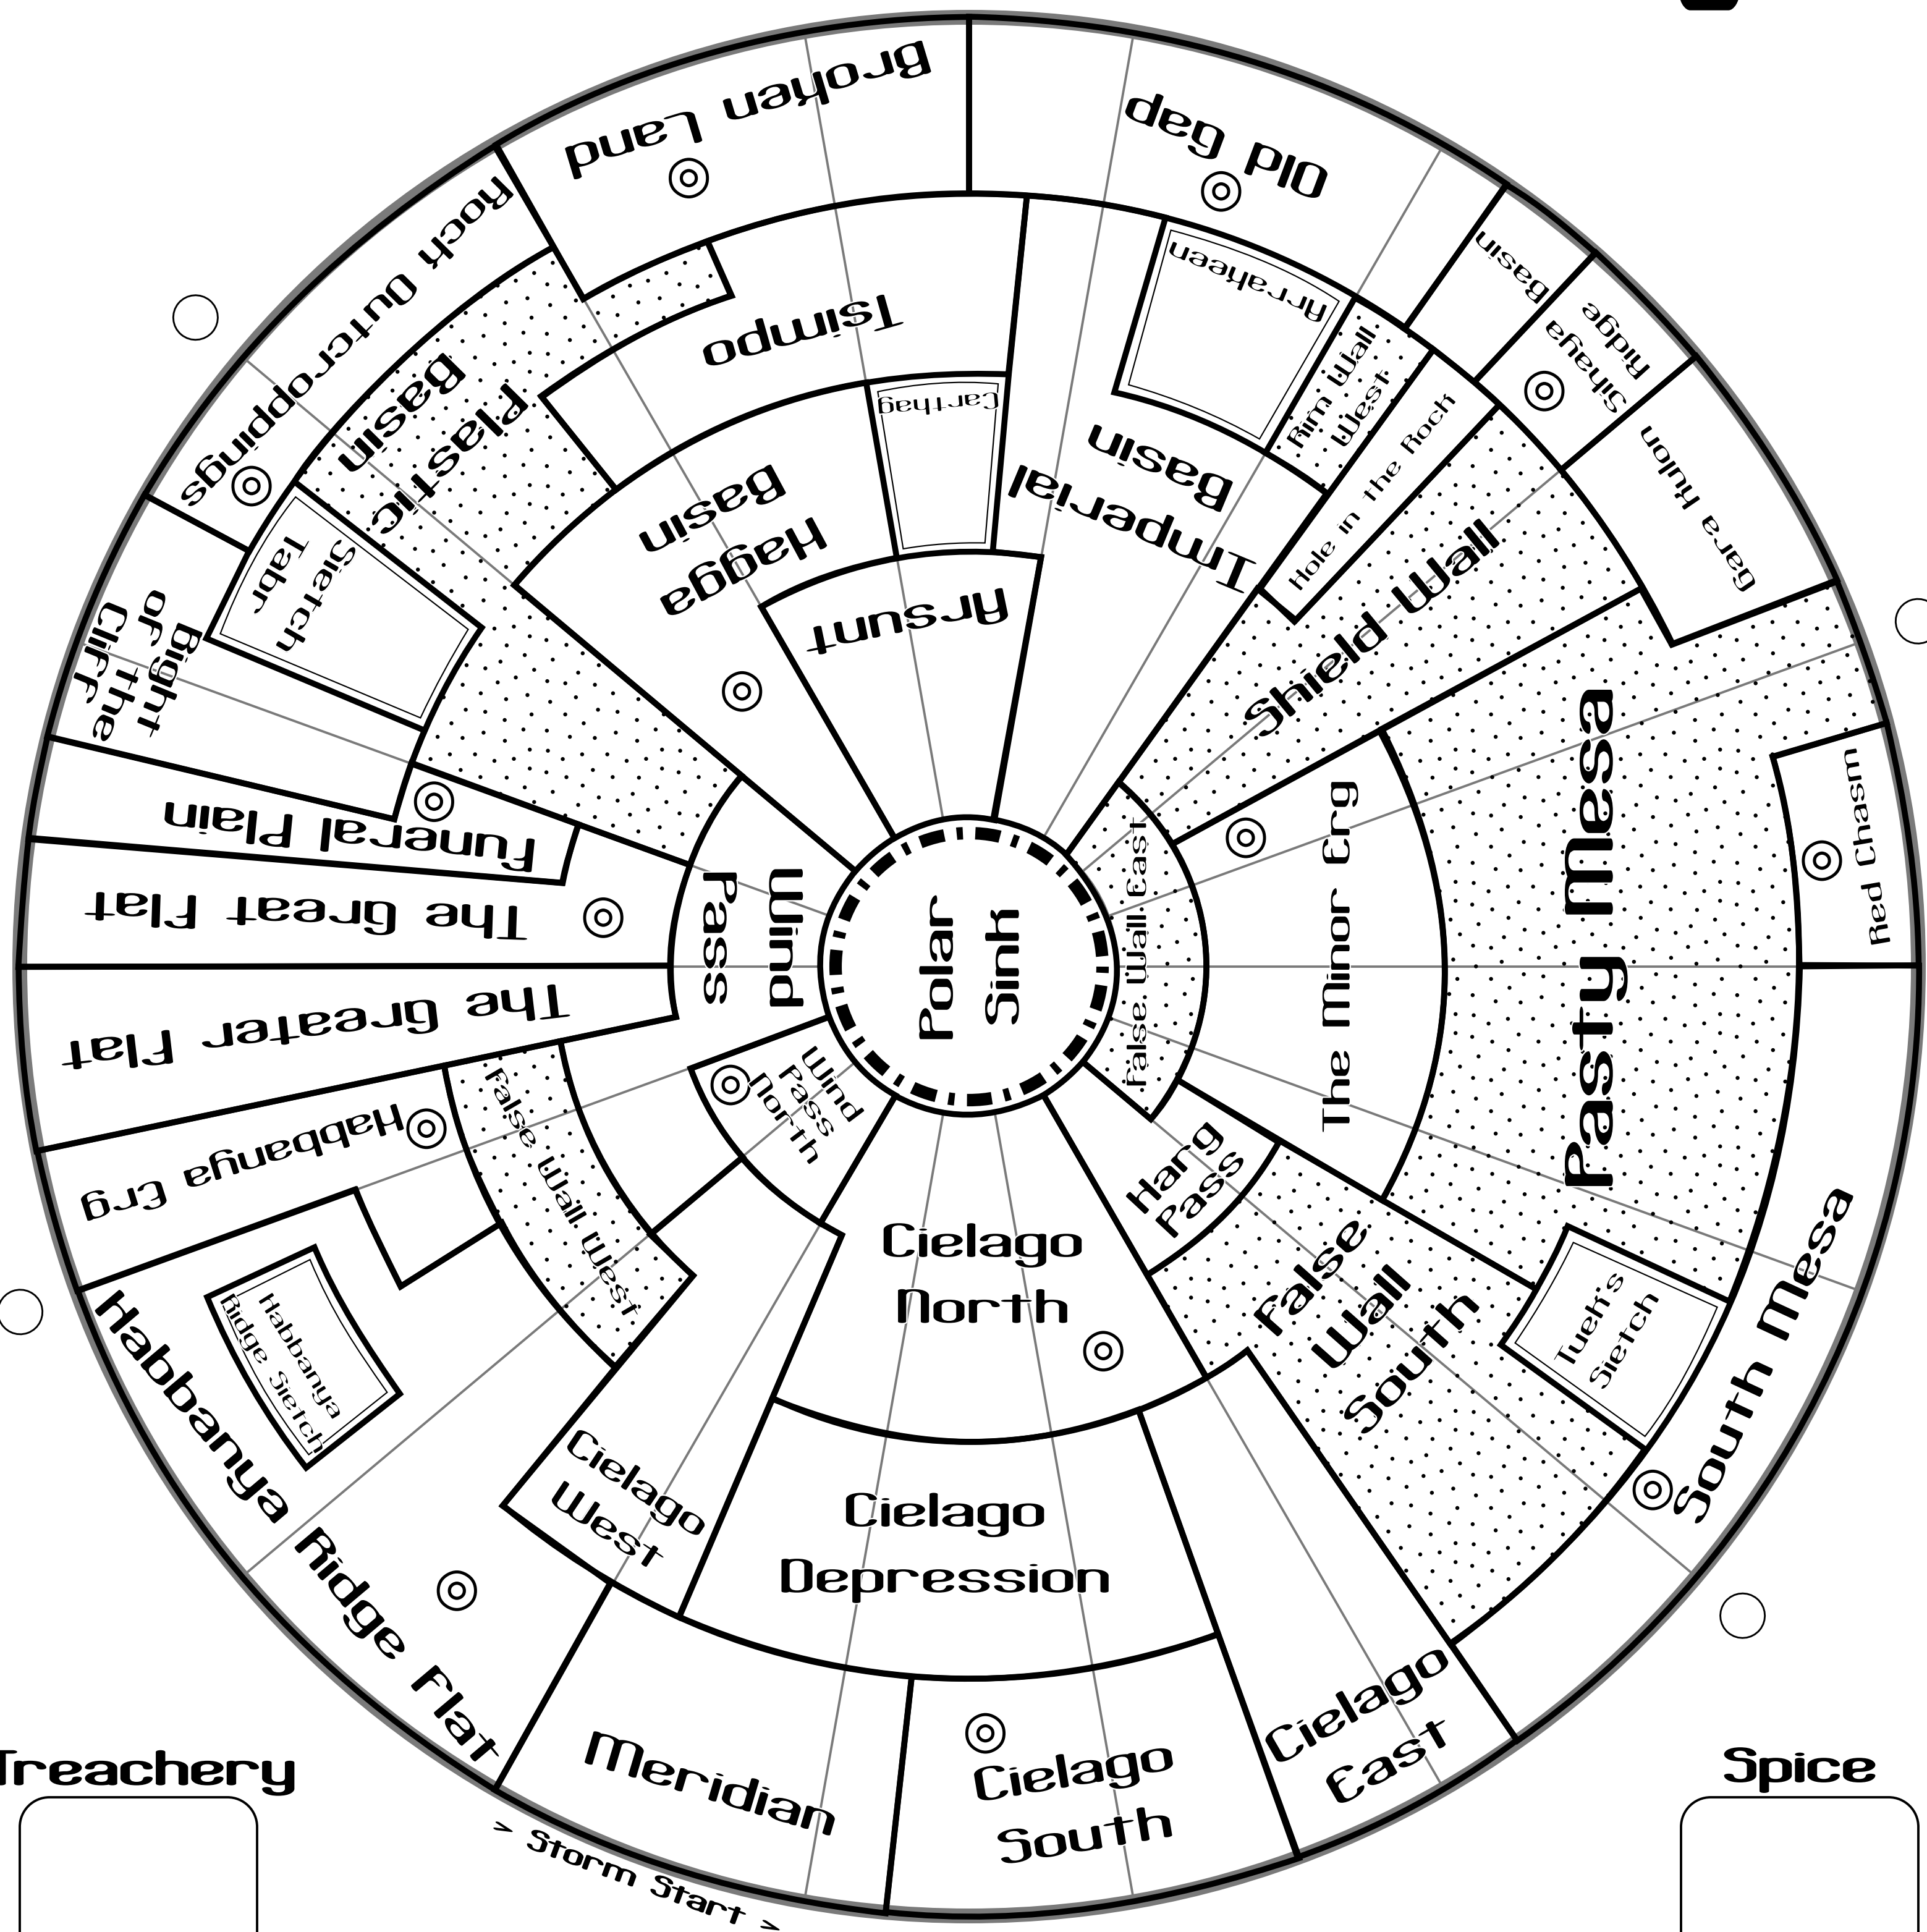 Broken Land
Old Gap
Rock Outcroppings
Basin
Sihaya
Ridge
Arrakeen
Tsimpo
Plastic
Basin
Rim Wall
West
Carthag
Hole in the Rock
Gara Kulon
Hagga
Basin
Imperial
Basin
Sietch
Tabr
Shield Wall
Arsunt
Bight
of the
Cliff
Pasty Mesa
Red Chasm
Funeral Plain
The Minor Erg
False Wall East
The Great Flat
Wind
Pass
Polar
Sink
The Greater Flat
Wind
Pass
North
False Wall West
Habbanya Erg
Harg
Pass
Cielago
North
False
Wall
South
Tuek's
Sietch
South Mesa
Habbanya
Ridge Sietch
Habbanya
Ridge Flat
Cielago
West
Cielago
Depression
Cielago
East
Meridian
Cielago
South
Treachery
Spice
> Storm Start >